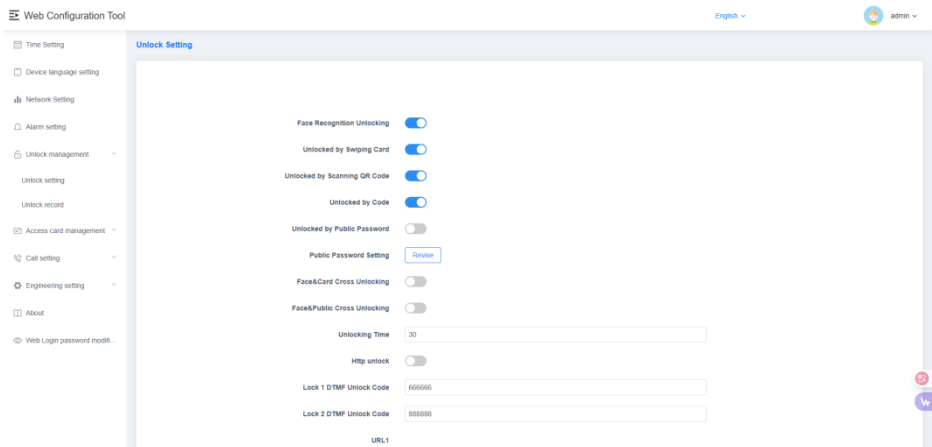 Web Configuration Tool
English
admin
Time Setting
Device language setting
Network Setting
Alarm setting
Unlock management
Unlock setting
Unlock record
Access card management
Call setting
Engineering setting
About
Web Login password modifi...
Unlock Setting
Face Recognition Unlocking
Unlocked by Swiping Card
Unlocked by Scanning QR Code
Unlocked by Code
Unlocked by Public Password
Public Password Setting Revise
Face&Card Cross Unlocking
Face&Public Cross Unlocking
Unlocking Time 30
Http unlock
Lock 1 DTMF Unlock Code 666666
Lock 2 DTMF Unlock Code 888888
URL1